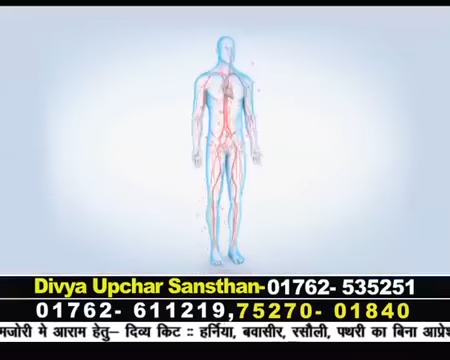 Divya Upchar Sansthan-01762- 535251
01762- 611219,75270- 01840
मजोरी मे आराम हेतु– दिव्य किट :: हर्निया, बवासीर, रसौली, पथरी का बिना आप्रेश